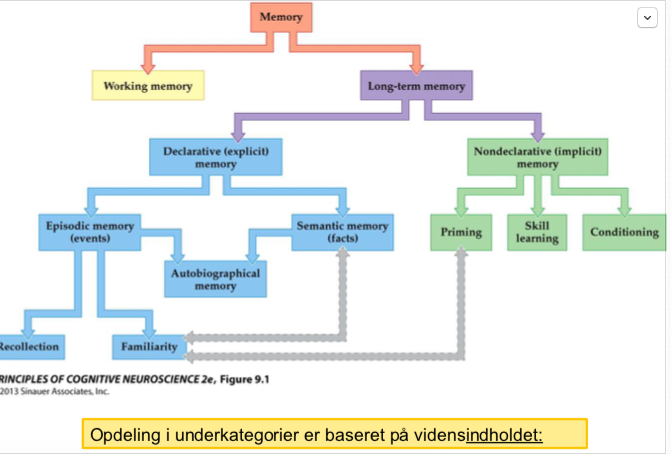 Memory
Working memory
Long-term memory
Declarative (explicit)
memory
Nondeclarative (implicit)
memory
Episodic memory
(events)
Semantic memory
(facts)
Priming
Skill
learning
Conditioning
Autobiographical
memory
Recollection
Familiarity
RINCIPLES OF COGNITIVE NEUROSCIENCE 2e, Figure 9.1
2013 Sinauer Associates, Inc.
Opdeling i underkategorier er baseret på vidensindholdet: